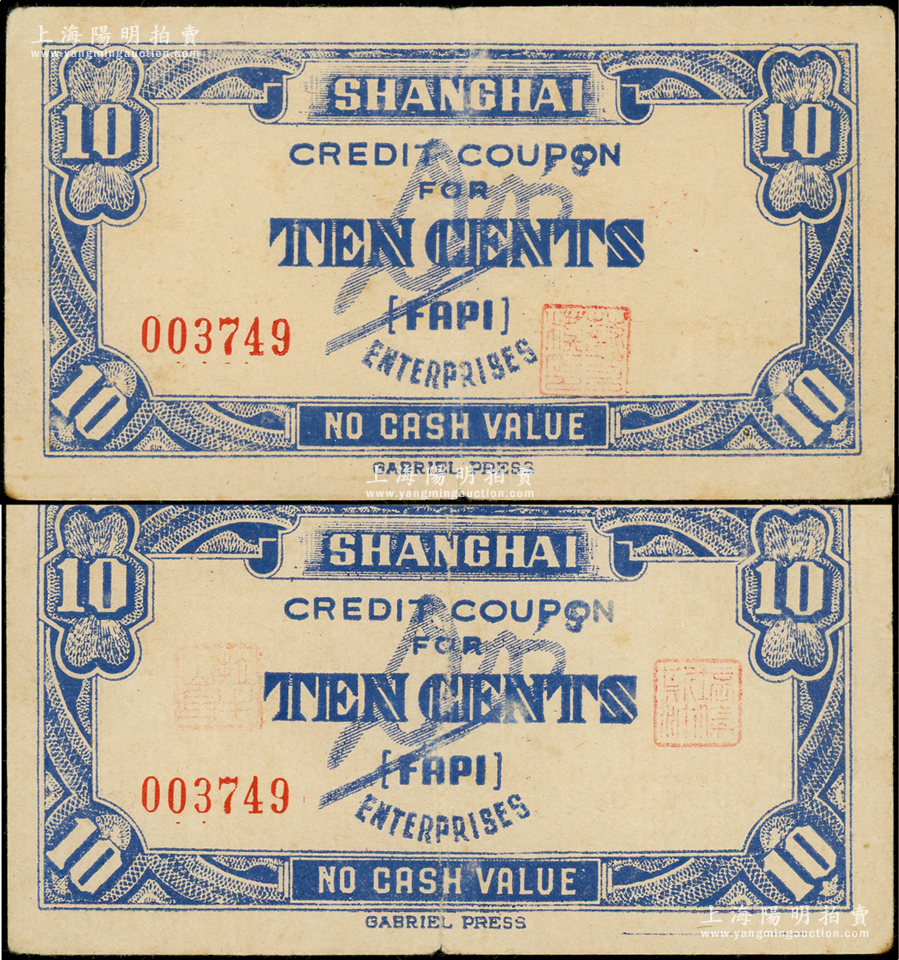 上海陽明拍賣
www.yangmingauction.com
10
10
SHANGHAI
CREDIT COUPON
FOR
TEN CENTS
[FAPI]
003749
ENTERPRISES
10
10
NO CASH VALUE
GABRIEL PRESS
上海陽明拍賣
www.yangmingauction.com
SHANGHAI
10
10
CREDIT COUPON
FOR
TEN CENTS
[FAPI]
003749
ENTERPRISES
10
10
NO CASH VALUE
GABRIEL PRESS
上海陽明拍賣
www.yangmingauction.com